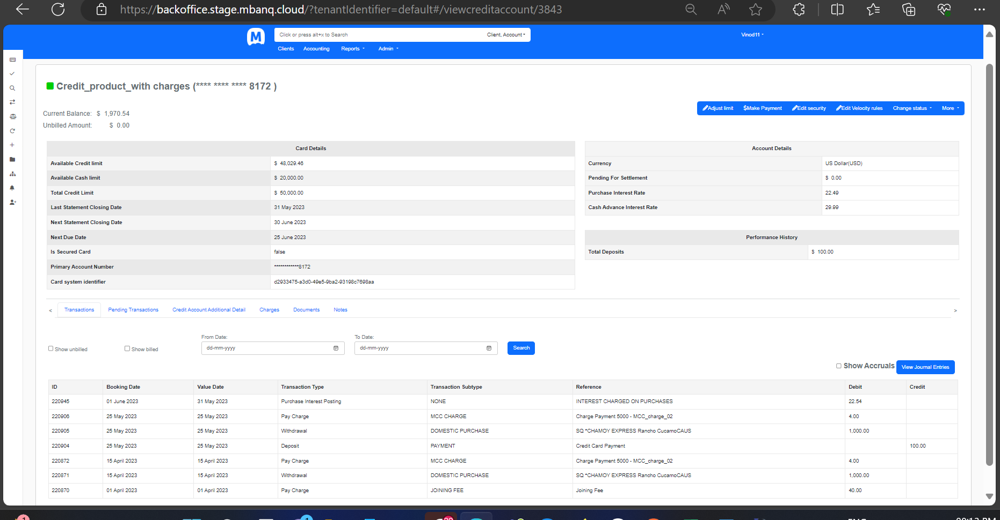 https://backoffice.stage.mbanq.cloud/?tenantIdentifier=default#/viewcreditaccount/3843
M
Click or press alt+x to Search
Client, Account
Vinod11
Clients Accounting Reports Admin
Credit_product_with charges (**** **** **** 8172 )
Current Balance: $ 1,970.54
Unbilled Amount: $ 0.00
Adjust limit $Make Payment Edit security Edit Velocity rules Change status More
Card Details
Available Credit limit $ 48,029.46
Available Cash limit $ 20,000.00
Total Credit Limit $ 50,000.00
Last Statement Closing Date 31 May 2023
Next Statement Closing Date 30 June 2023
Next Due Date 25 June 2023
Is Secured Card false
Primary Account Number ************8172
Card system identifier d2933475-a3d0-49e5-9ba2-93198c7698aa
Account Details
Currency US Dollar(USD)
Pending For Settlement $ 0.00
Purchase Interest Rate 22.49
Cash Advance Interest Rate 29.99
Performance History
Total Deposits $ 100.00
< Transactions Pending Transactions Credit Account Additional Detail Charges Documents Notes >
Show unbilled
Show billed
From Date:
dd-mm-yyyy
To Date:
dd-mm-yyyy
Search
Show Accruals View Journal Entries
ID Booking Date Value Date Transaction Type Transaction Subtype Reference Debit Credit
220945 01 June 2023 31 May 2023 Purchase Interest Posting NONE INTEREST CHARGED ON PURCHASES 22.54
220906 25 May 2023 25 May 2023 Pay Charge MCC CHARGE Charge Payment 5000 - MCC_charge_02 4.00
220905 25 May 2023 25 May 2023 Withdrawal DOMESTIC PURCHASE SQ *CHAMOY EXPRESS Rancho CucamoCAUS 1,000.00
220904 25 May 2023 25 May 2023 Deposit PAYMENT Credit Card Payment 100.00
220872 15 April 2023 15 April 2023 Pay Charge MCC CHARGE Charge Payment 5000 - MCC_charge_02 4.00
220871 15 April 2023 15 April 2023 Withdrawal DOMESTIC PURCHASE SQ *CHAMOY EXPRESS Rancho CucamoCAUS 1,000.00
220870 01 April 2023 01 April 2023 Pay Charge JOINING FEE Joining Fee 40.00